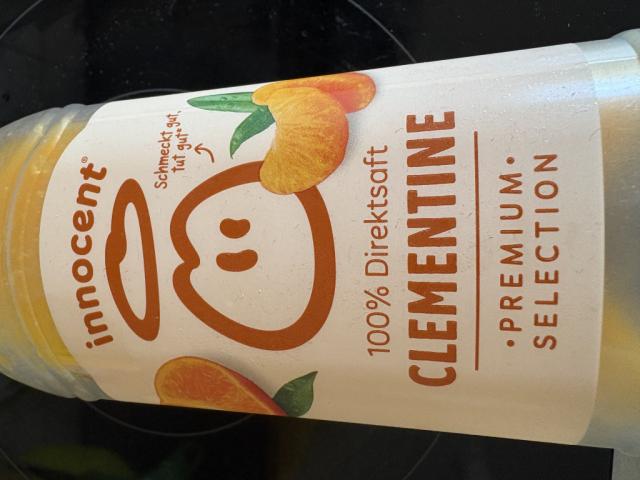 innocent®
Schmeckt gut,
tut gut*
100% Direktsaft
CLEMENTINE
·PREMIUM·
SELECTION